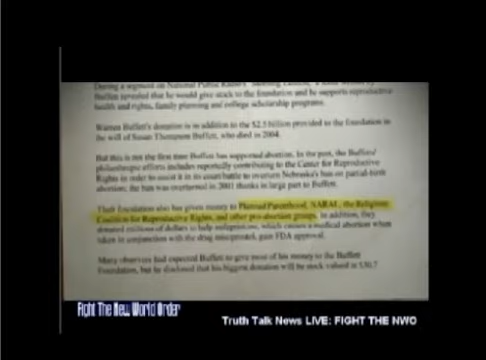 During a segment on National Public Radio's
Buffett revealed that he would give stock to the foundation and he supports reproductive
health and rights, family planning and college scholarship programs.
Warren Buffett's donation is in addition to the $2.5 billion provided to the foundation in
the will of Susan Thompson Buffett, who died in 2004.
But this is not the first time Buffett has supported abortion. In the past, the Buffetts'
philanthropic efforts includes reportedly contributing to the Center for Reproductive
Rights in order to assist it in its court battle to overturn Nebraska's ban on partial-birth
abortion; the ban was overturned in 2001 thanks in large part to Buffett.
Their foundation also has given money to Planned Parenthood, NARAL, the Religious
Coalition for Reproductive Rights, and other pro-abortion groups. In addition, they
donated millions of dollars to help mifepristone, which causes a medical abortion when
taken in conjunction with the drug misoprostol, gain FDA approval.
Many observers had expected Buffett to give most of his money to the Buffett
Foundation, but he disclosed that his biggest donation will be stock valued at $30.7
Fight The New World Order
Truth Talk News LIVE: FIGHT THE NWO